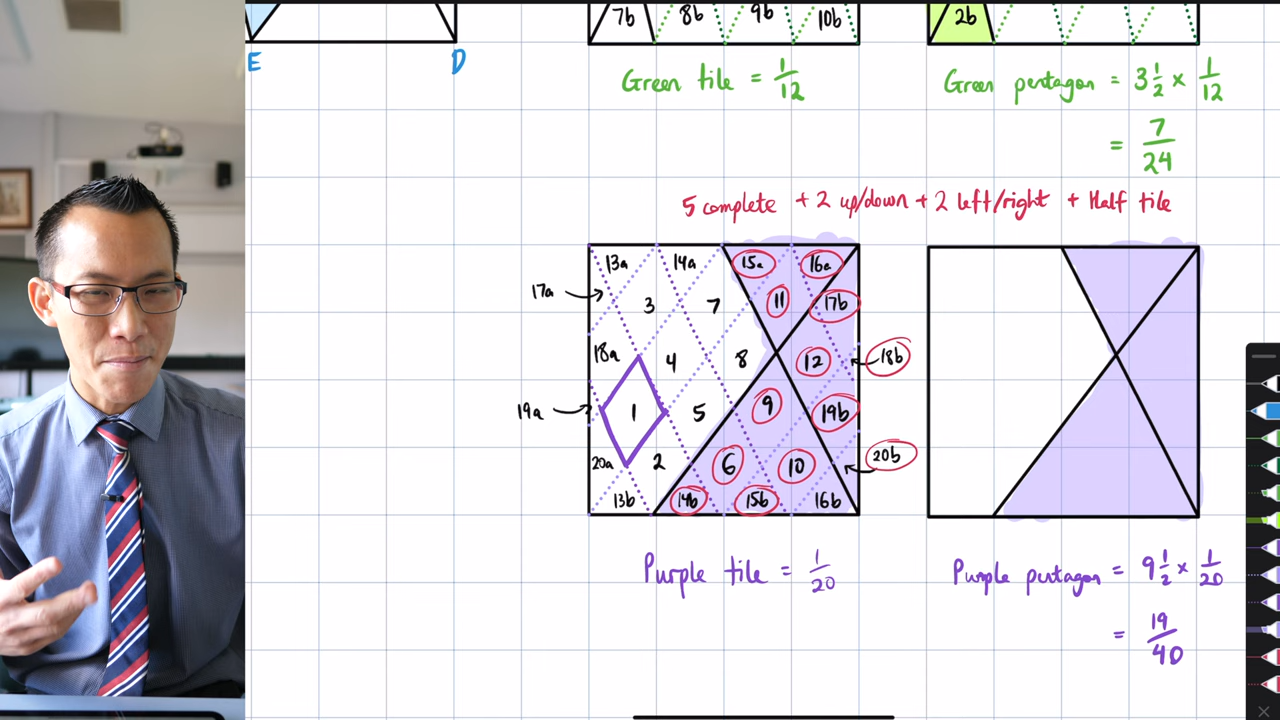 7b 8b 9b 10b
2b
E D
Green tile = 1/12
Green pentagon = 3 1/2 × 1/12
= 7/24
5 complete + 2 up/down + 2 left/right + Half tile
13a 14a 15a 16a
17a 3 7 11 17b
18a 4 8 12 18b
19a 1 5 9 19b
20a 2 6 10 20b
13b 14b 15b 16b
Purple tile = 1/20
Purple pentagon = 9 1/2 × 1/20
= 19/40